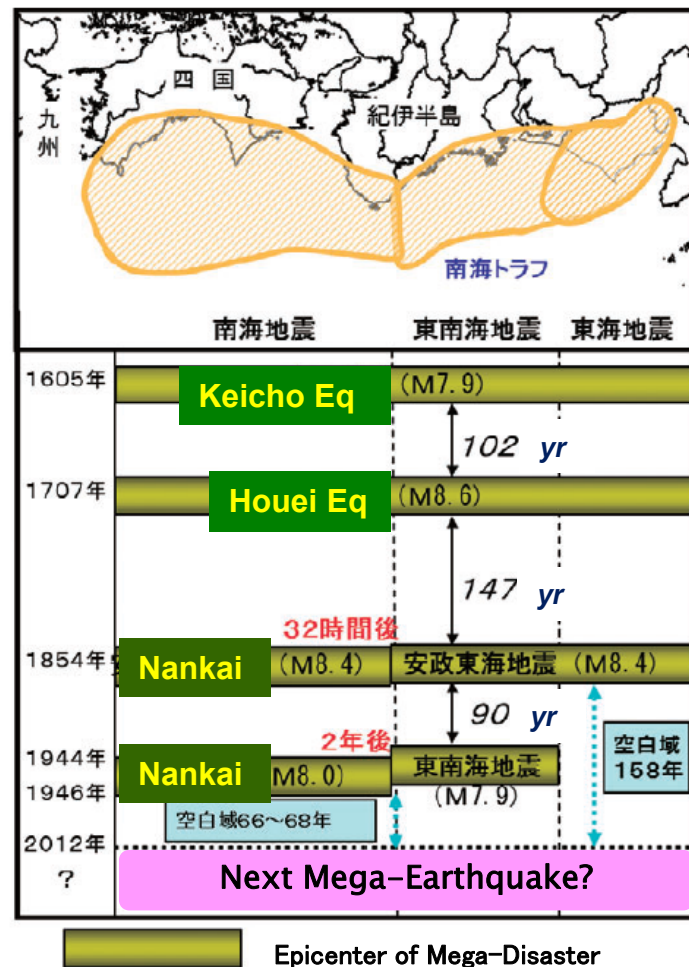 四 国
九州
紀伊半島
南海トラフ
南海地震
東南海地震
東海地震
1605年
Keicho Eq
(M7.9)
102 yr
1707年
Houei Eq
(M8.6)
147 yr
32時間後
1854年
Nankai
(M8.4)
安政東海地震 (M8.4)
90 yr
2年後
1944年
1946年
Nankai
(M8.0)
東南海地震
(M7.9)
空白域
158年
空白域66～68年
2012年
?
Next Mega-Earthquake?
Epicenter of Mega-Disaster